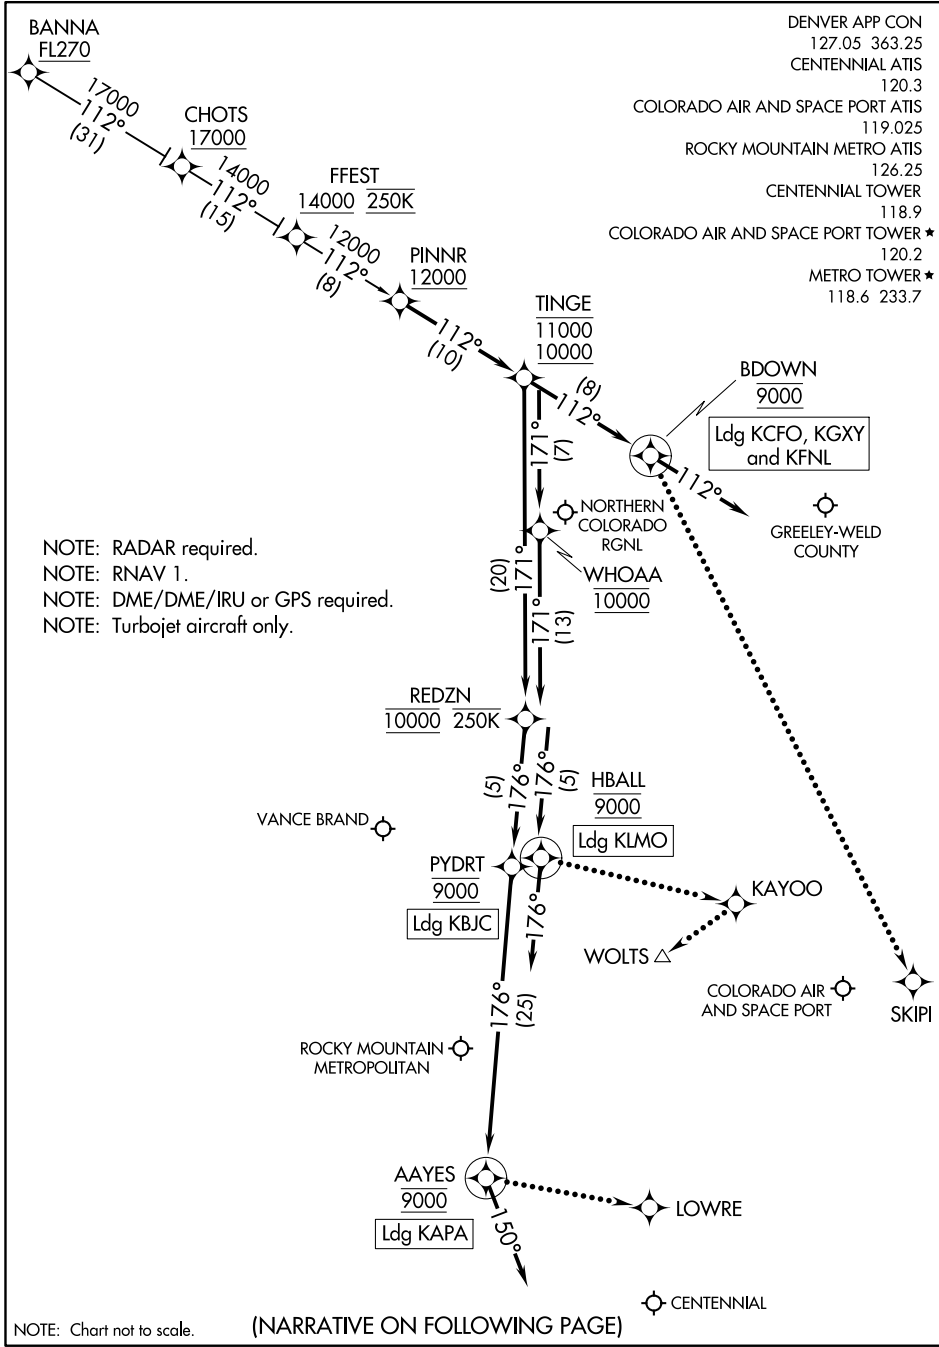 DENVER APP CON
127.05 363.25
CENTENNIAL ATIS
120.3
COLORADO AIR AND SPACE PORT ATIS
119.025
ROCKY MOUNTAIN METRO ATIS
126.25
CENTENNIAL TOWER
118.9
COLORADO AIR AND SPACE PORT TOWER ★
120.2
METRO TOWER ★
118.6 233.7
BANNA
FL270
17000
112°
(31)
CHOTS
17000
14000
112°
(15)
FFEST
14000 250K
12000
112°
(8)
PINNR
12000
112°
(10)
TINGE
11000
10000
(8)
112°
BDOWN
9000
Ldg KCFO, KGXY
and KFNL
112°
171°
(7)
NORTHERN
COLORADO
RGNL
GREELEY-WELD
COUNTY
NOTE: RADAR required.
NOTE: RNAV 1.
NOTE: DME/DME/IRU or GPS required.
NOTE: Turbojet aircraft only.
WHOAA
10000
(20)
171°
171°
(13)
REDZN
10000 250K
(5)
176°
176°
(5)
HBALL
9000
Ldg KLMO
VANCE BRAND
PYDRT
9000
Ldg KBJC
KAYOO
176°
WOLTS
COLORADO AIR
AND SPACE PORT
SKIPI
176°
(25)
ROCKY MOUNTAIN
METROPOLITAN
AAYES
9000
Ldg KAPA
LOWRE
150°
CENTENNIAL
NOTE: Chart not to scale.
(NARRATIVE ON FOLLOWING PAGE)